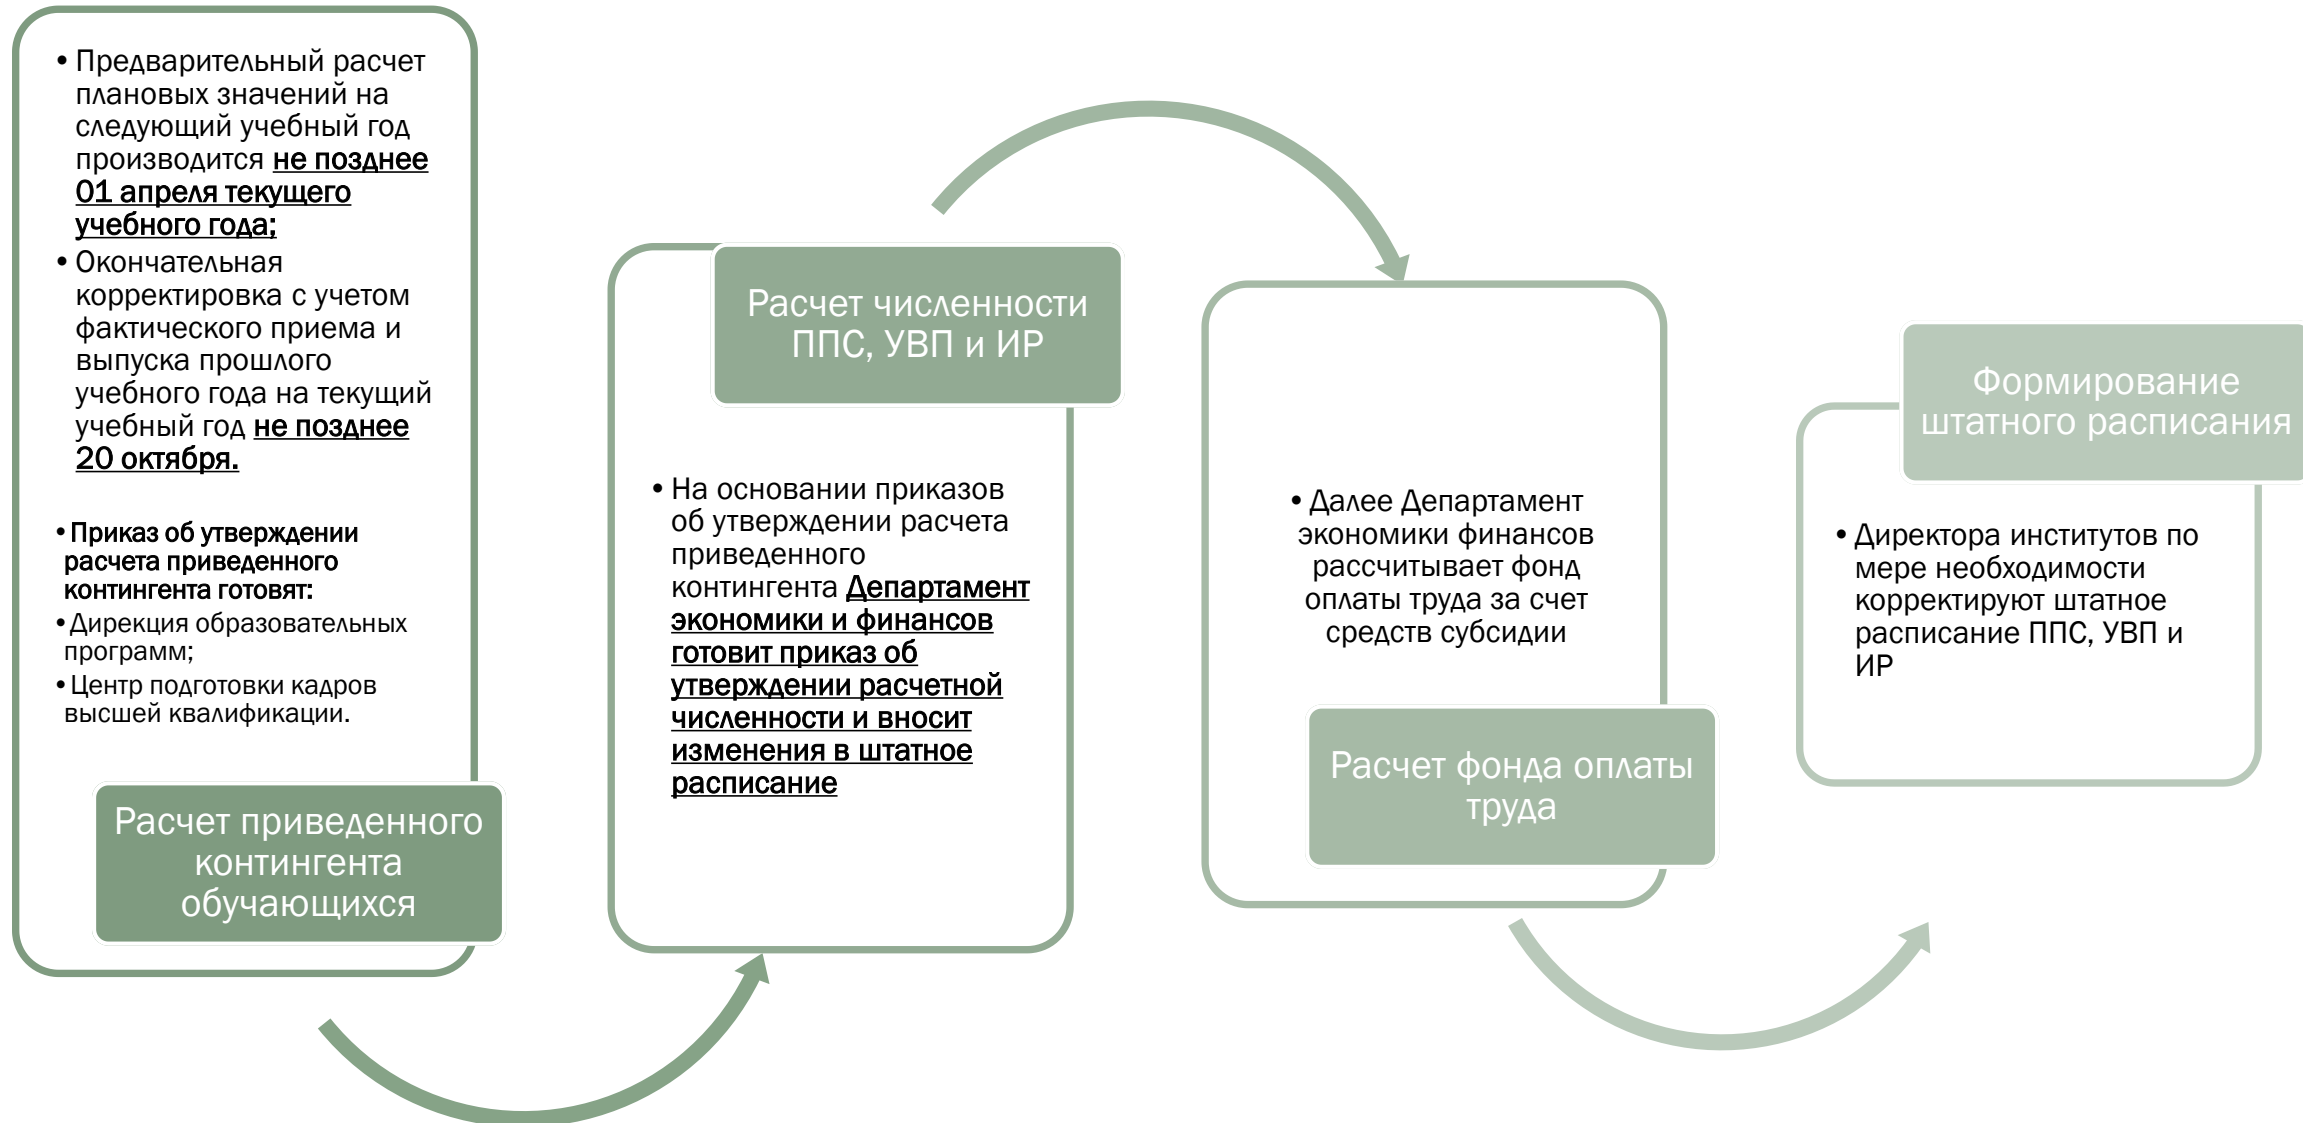 • Предварительный расчет
плановых значений на
следующий учебный год
производится не позднее
01 апреля текущего
учебного года;
• Окончательная
корректировка с учетом
фактического приема и
выпуска прошлого
учебного года на текущий
учебный год не позднее
20 октября.
• Приказ об утверждении
расчета приведенного
контингента готовят:
• Дирекция образовательных
программ;
• Центр подготовки кадров
высшей квалификации.
Расчет приведенного
контингента
обучающихся
Расчет численности
ППС, УВП и ИР
• На основании приказов
об утверждении расчета
приведенного
контингента Департамент
экономики и финансов
готовит приказ об
утверждении расчетной
численности и вносит
изменения в штатное
расписание
• Далее Департамент
экономики финансов
рассчитывает фонд
оплаты труда за счет
средств субсидии
Расчет фонда оплаты
труда
Формирование
штатного расписания
• Директора институтов по
мере необходимости
корректируют штатное
расписание ППС, УВП и
ИР